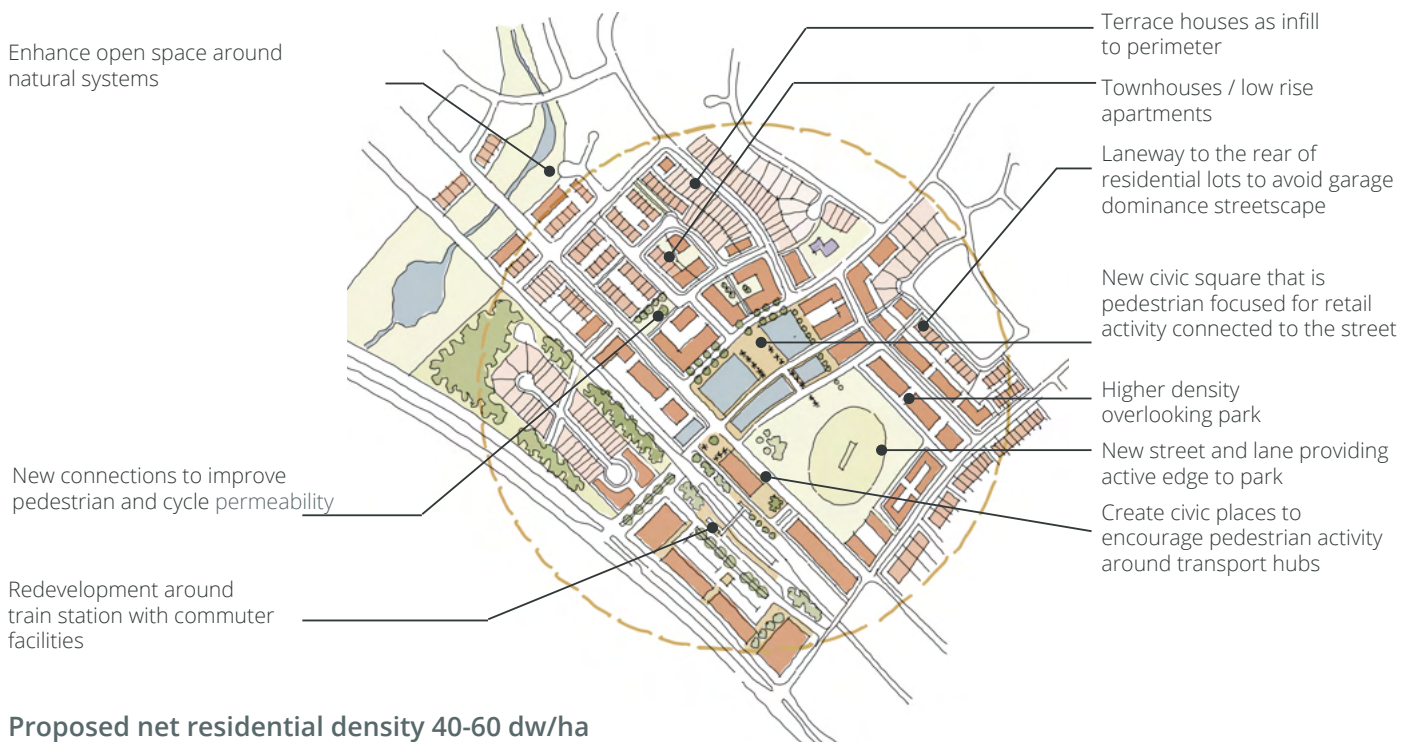 Enhance open space around
natural systems
New connections to improve
pedestrian and cycle permeability
Redevelopment around
train station with commuter
facilities
Terrace houses as infill
to perimeter
Townhouses / low rise
apartments
Laneway to the rear of
residential lots to avoid garage
dominance streetscape
New civic square that is
pedestrian focused for retail
activity connected to the street
Higher density
overlooking park
New street and lane providing
active edge to park
Create civic places to
encourage pedestrian activity
around transport hubs
Proposed net residential density 40-60 dw/ha